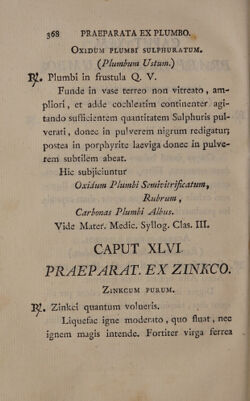 368 PRAEPARATA EX PLUMBO.
OXIDUM PLUMBI SULPHURATUM.
(Plumbum Ustum.)
℞. Plumbi in frustula Q. V.
Funde in vase terreo non vitreato, am-
pliori, et adde cochleatim continenter agi-
tando sufficientem quantitatem Sulphuris pul-
verati, donec in pulverem nigrum redigatur;
postea in porphyrite laeviga donec in pulve-
rem subtilem abeat.
Hic subjiciuntur
Oxidum Plumbi Semivitrificatum,
Rubrum,
Carbonas Plumbi Albus.
Vide Mater. Medic. Syllog. Clas. III.
CAPUT XLVI
PRAEPARAT. EX ZINKCO.
ZINKCUM PURUM.
℞. Zinkci quantum volueris.
Liquefac igne moderato, quo fluat, nec
ignem magis intende. Fortiter virga ferrea